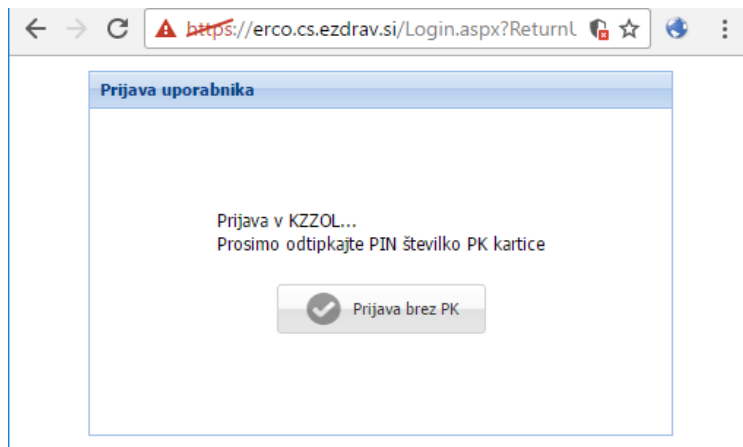 https://erco.cs.ezdrav.si/Login.aspx?ReturnU
Prijava uporabnika
Prijava v KZZOL...
Prosimo odtipkajte PIN številko PK kartice
Prijava brez PK